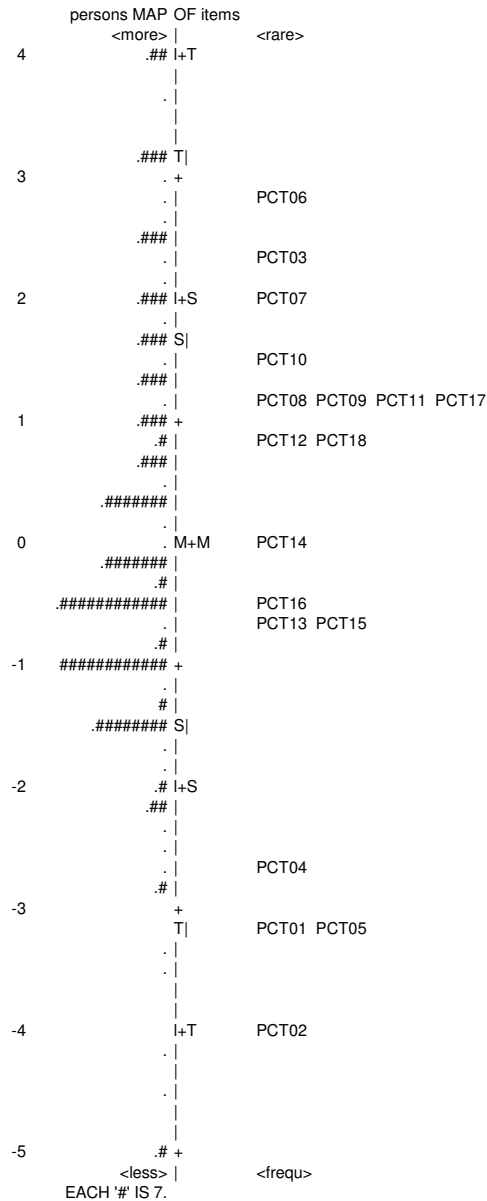 persons MAP OF items
<more> | <rare>
4 .## I+T
|
. |
|
|
.### T|
3 . +
. | PCT06
. |
.### |
. | PCT03
. |
2 .### I+S PCT07
. |
.### S|
. | PCT10
.### |
. | PCT08 PCT09 PCT11 PCT17
1 .### +
.# | PCT12 PCT18
.### |
. |
.####### |
. |
0 . M+M PCT14
.####### |
.# |
.############ | PCT16
. | PCT13 PCT15
.# |
-1 ############ +
. |
# |
.######## S|
. |
. |
-2 .# I+S
.## |
. |
. |
. | PCT04
.# |
-3 +
T| PCT01 PCT05
. |
. |
|
|
-4 I+T PCT02
. |
|
. |
|
|
-5 .# +
<less> | <frequ>
EACH '#' IS 7.